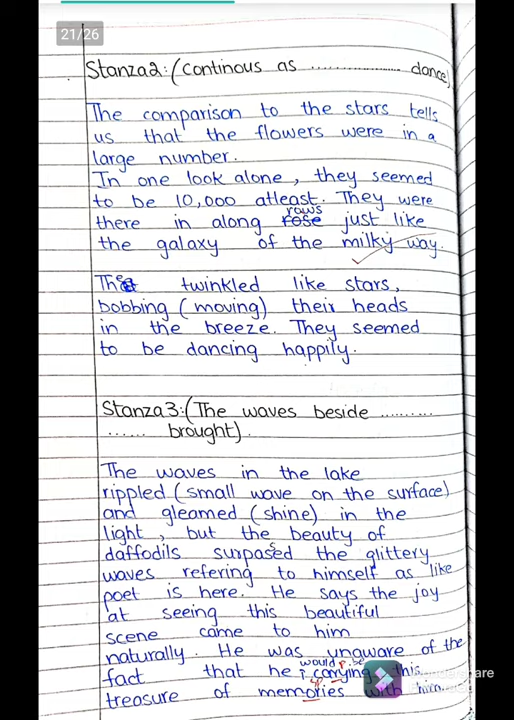 21/26
Stanza2:(continous as .................. dance)
The comparison to the stars tells
us that the flowers were in a
large number.
In one look alone, they seemed
to be 10,000 atleast. They were
there in along rows just like
the galaxy of the milky way.
The twinkled like stars,
bobbing (moving) their heads
in the breeze. They seemed
to be dancing happily.
Stanza3:(The waves beside ..........
...... brought).
The waves in the lake
rippled (small wave on the surface)
and gleamed (shine) in the
light, but the beauty of
daffodils surpassed the glittery
waves refering to himself as like
poet is here. He says the joy
at seeing this beautiful
scene came to him
naturally. He was unaware of the
fact that he would be carrying this
treasure of memories with him.